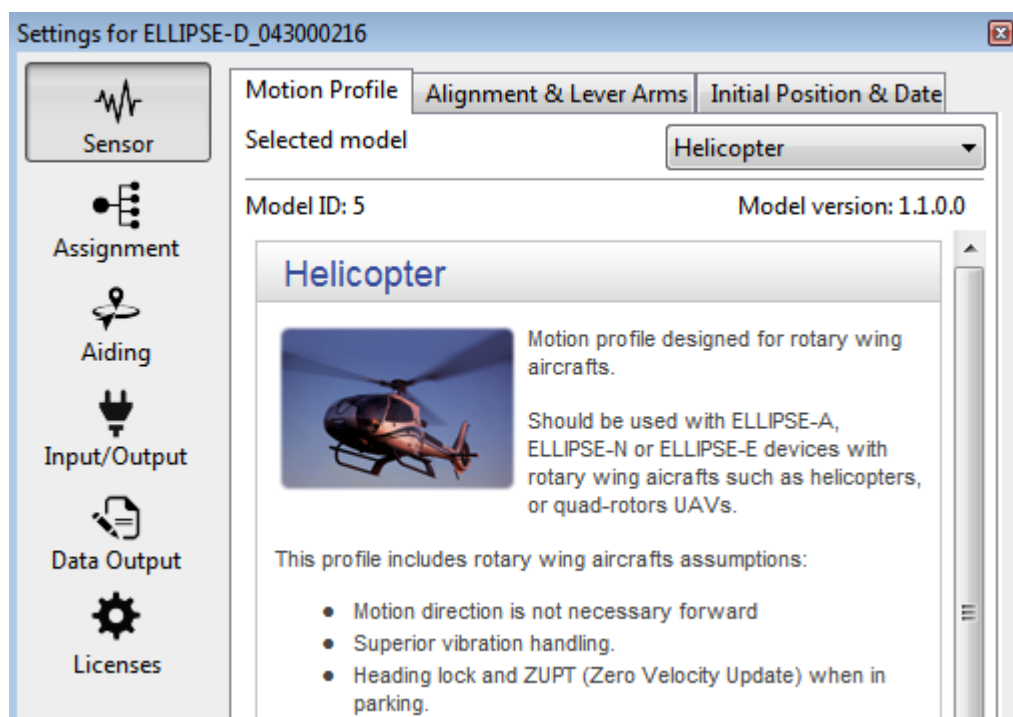 Settings for ELLIPSE-D_043000216
Sensor
Assignment
Aiding
Input/Output
Data Output
Licenses
Motion Profile
Alignment & Lever Arms
Initial Position & Date
Selected model
Helicopter
Model ID: 5
Model version: 1.1.0.0
Helicopter
Motion profile designed for rotary wing
aircrafts.
Should be used with ELLIPSE-A,
ELLIPSE-N or ELLIPSE-E devices with
rotary wing aicrafts such as helicopters,
or quad-rotors UAVs.
This profile includes rotary wing aircrafts assumptions:
• Motion direction is not necessary forward
• Superior vibration handling.
• Heading lock and ZUPT (Zero Velocity Update) when in
parking.